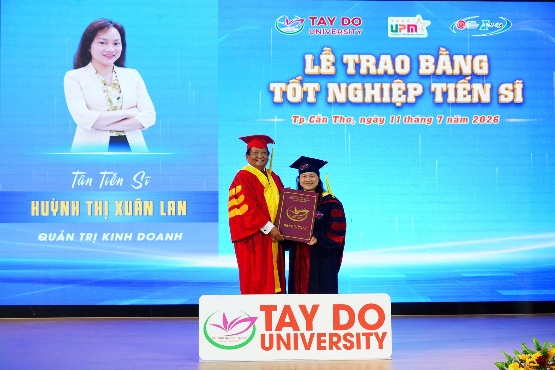 TAY DO
UNIVERSITY
UPM
LỄ TRAO BẰNG
TỐT NGHIỆP TIẾN SĨ
Tp.Cần Thơ, ngày 11 tháng 7 năm 2026
Tân Tiến Sĩ
HUỲNH THỊ XUÂN LAN
QUẢN TRỊ KINH DOANH
TAY DO
UNIVERSITY